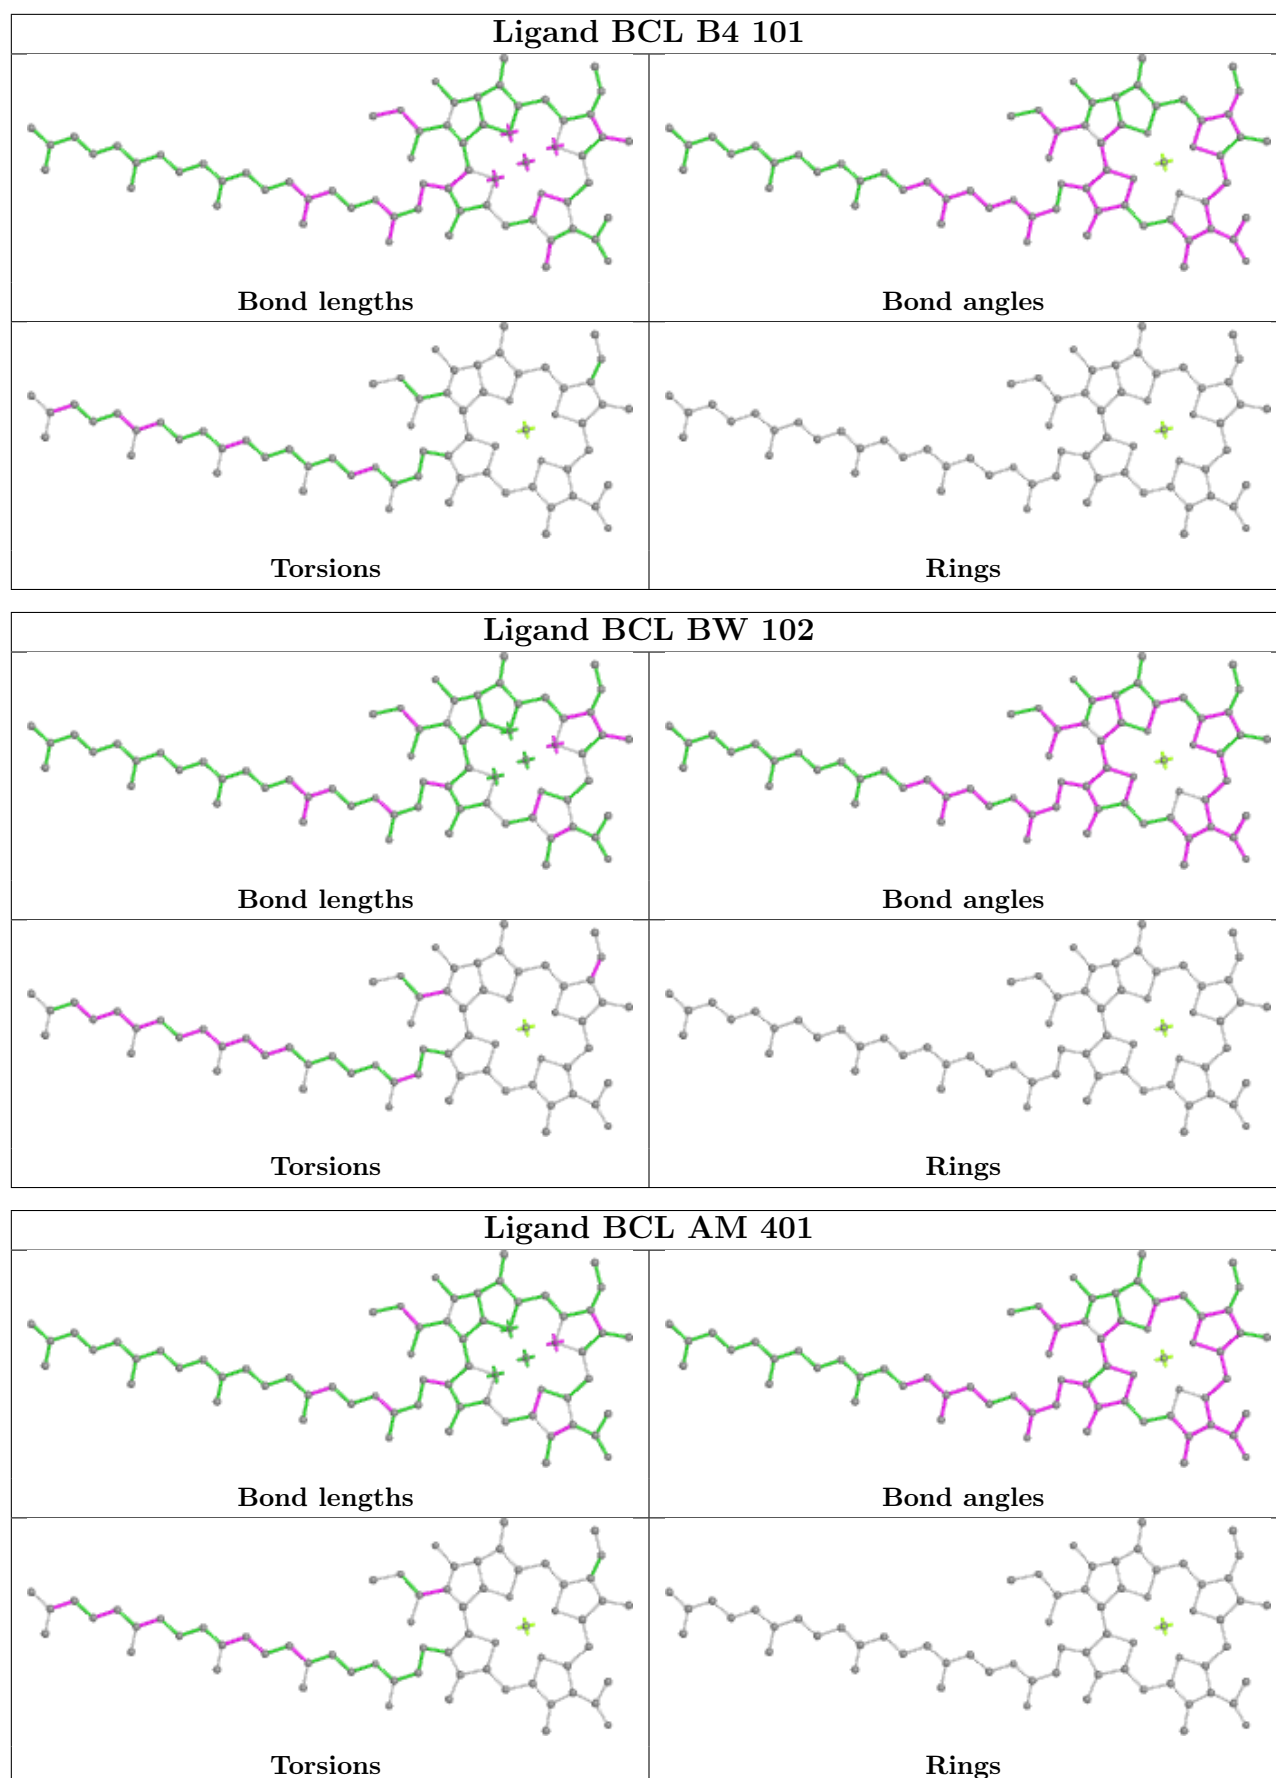 Ligand BCL B4 101
Bond lengths
Bond angles
Torsions
Rings
Ligand BCL BW 102
Bond lengths
Bond angles
Torsions
Rings
Ligand BCL AM 401
Bond lengths
Bond angles
Torsions
Rings